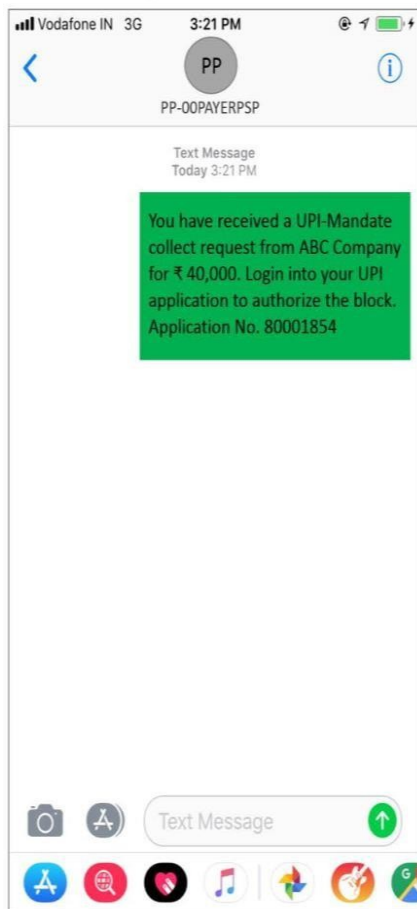 Vodafone IN 3G 3:21 PM
PP
PP-OOPAYERPSP
Text Message
Today 3:21 PM
You have received a UPI-Mandate
collect request from ABC Company
for ₹ 40,000. Login into your UPI
application to authorize the block.
Application No. 80001854
Text Message
G